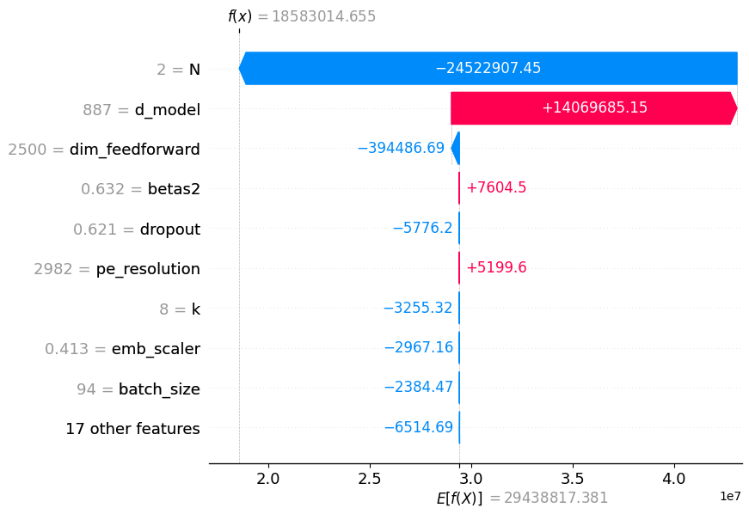 f(x) = 18583014.655
2 = N −24522907.45
887 = d_model +14069685.15
2500 = dim_feedforward −394486.69
0.632 = betas2 +7604.5
0.621 = dropout −5776.2
2982 = pe_resolution +5199.6
8 = k −3255.32
0.413 = emb_scaler −2967.16
94 = batch_size −2384.47
17 other features −6514.69
2.0 2.5 3.0 3.5 4.0
1e7
E[f(X)] = 29438817.381